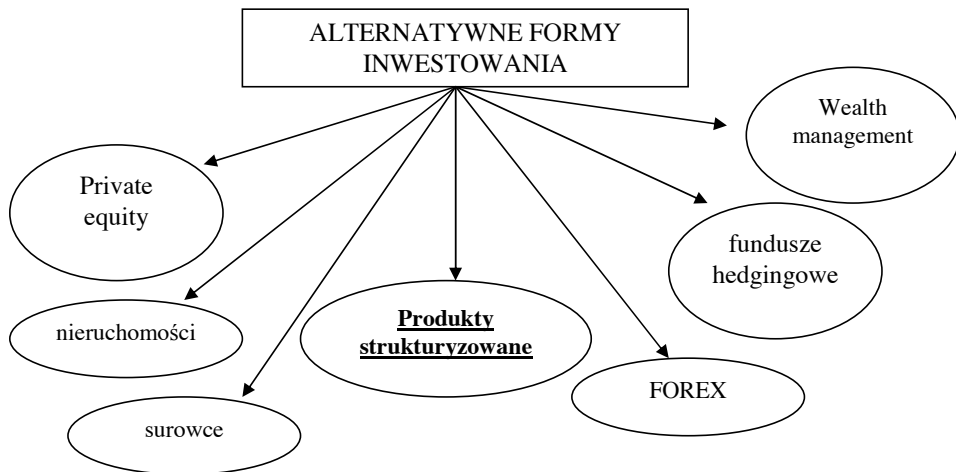 ALTERNATYWNE FORMY
INWESTOWANIA
Wealth
management
Private
equity
fundusze
hedgingowe
nieruchomości
Produkty
strukturyzowane
FOREX
surowce